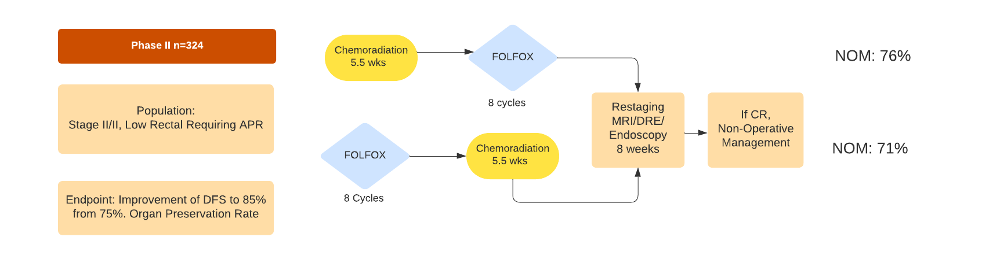 Phase II n=324
Population:
Stage II/II, Low Rectal Requiring APR
Endpoint: Improvement of DFS to 85%
from 75%. Organ Preservation Rate
Chemoradiation
5.5 wks
FOLFOX
8 cycles
FOLFOX
8 Cycles
Chemoradiation
5.5 wks
Restaging
MRI/DRE/
Endoscopy
8 weeks
If CR,
Non-Operative
Management
NOM: 76%
NOM: 71%